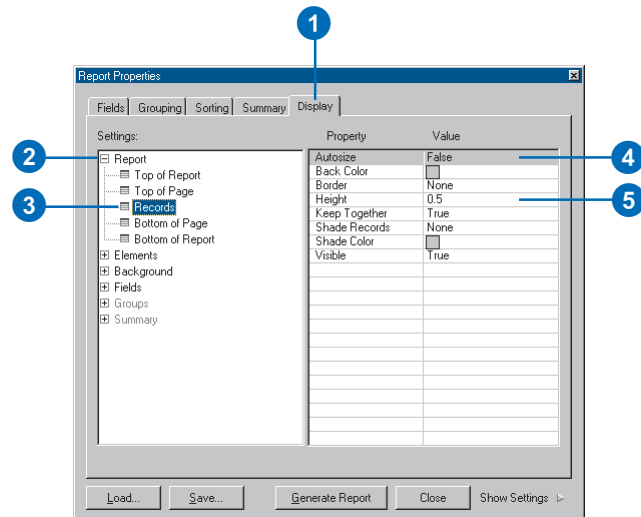 1
Report Properties
Fields Grouping Sorting Summary Display
Settings:
Property Value
2
Report
Top of Report
Top of Page
3
Records
Bottom of Page
Bottom of Report
Elements
Background
Fields
Groups
Summary
Autosize False
4
Back Color
Border None
Height 0.5
5
Keep Together True
Shade Records None
Shade Color
Visible True
Load... Save... Generate Report Close Show Settings